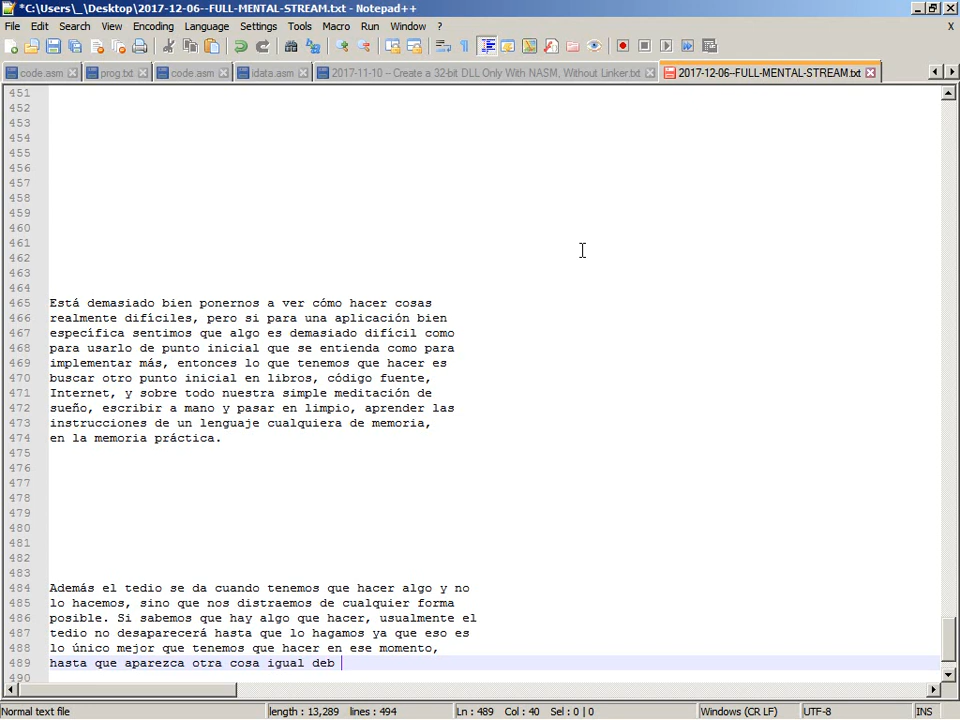 *C:\Users\_\Desktop\2017-12-06--FULL-MENTAL-STREAM.txt - Notepad++
File Edit Search View Encoding Language Settings Tools Macro Run Window ? X
code.asm prog.txt code.asm idata.asm 2017-11-10 -- Create a 32-bit DLL Only With NASM, Without Linker.txt 2017-12-06--FULL-MENTAL-STREAM.txt
451
452
453
454
455
456
457
458
459
460
461
462
463
464
465 Está demasiado bien ponernos a ver cómo hacer cosas
466 realmente difíciles, pero si para una aplicación bien
467 específica sentimos que algo es demasiado difícil como
468 para usarlo de punto inicial que se entienda como para
469 implementar más, entonces lo que tenemos que hacer es
470 buscar otro punto inicial en libros, código fuente,
471 Internet, y sobre todo nuestra simple meditación de
472 sueño, escribir a mano y pasar en limpio, aprender las
473 instrucciones de un lenguaje cualquiera de memoria,
474 en la memoria práctica.
475
476
477
478
479
480
481
482
483
484 Además el tedio se da cuando tenemos que hacer algo y no
485 lo hacemos, sino que nos distraemos de cualquier forma
486 posible. Si sabemos que hay algo que hacer, usualmente el
487 tedio no desaparecerá hasta que lo hagamos ya que eso es
488 lo único mejor que tenemos que hacer en ese momento,
489 hasta que aparezca otra cosa igual deb
490
Normal text file length : 13,289 lines : 494 Ln : 489 Col : 40 Sel : 0 | 0 Windows (CR LF) UTF-8 INS